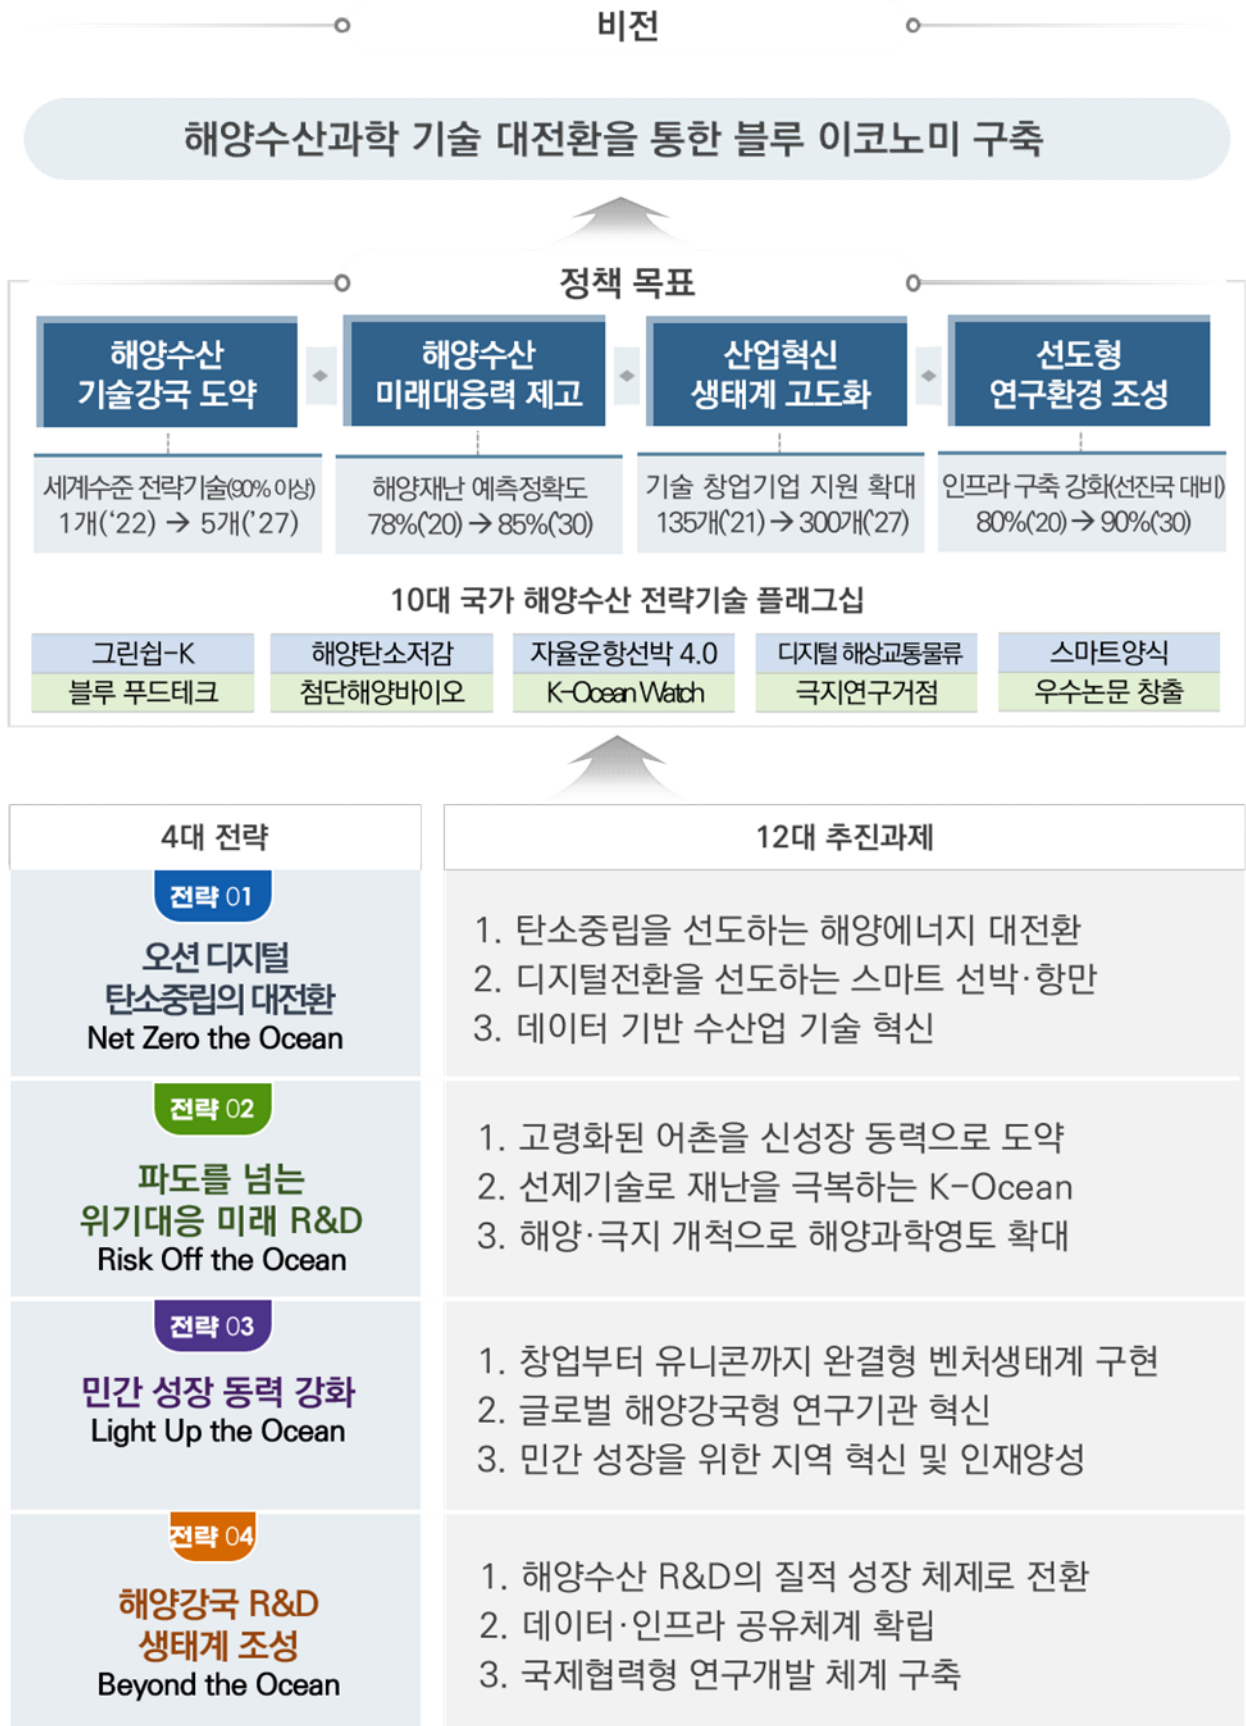 비전
해양수산과학 기술 대전환을 통한 블루 이코노미 구축
정책 목표
해양수산
기술강국 도약
해양수산
미래대응력 제고
산업혁신
생태계 고도화
선도형
연구환경 조성
세계수준 전략기술(90% 이상)
1개(‘22) → 5개(’27)
해양재난 예측정확도
78%(‘20) → 85%(‘30)
기술 창업기업 지원 확대
135개(‘21) → 300개(‘27)
인프라 구축 강화(선진국 대비)
80%(‘20) → 90%(‘30)
10대 국가 해양수산 전략기술 플래그십
그린쉽-K
해양탄소저감
자율운항선박 4.0
디지털 해상교통물류
스마트양식
블루 푸드테크
첨단해양바이오
K-Ocean Watch
극지연구거점
우수논문 창출
4대 전략
12대 추진과제
전략 01
오션 디지털
탄소중립의 대전환
Net Zero the Ocean
1. 탄소중립을 선도하는 해양에너지 대전환
2. 디지털전환을 선도하는 스마트 선박·항만
3. 데이터 기반 수산업 기술 혁신
전략 02
파도를 넘는
위기대응 미래 R&D
Risk Off the Ocean
1. 고령화된 어촌을 신성장 동력으로 도약
2. 선제기술로 재난을 극복하는 K-Ocean
3. 해양·극지 개척으로 해양과학영토 확대
전략 03
민간 성장 동력 강화
Light Up the Ocean
1. 창업부터 유니콘까지 완결형 벤처생태계 구현
2. 글로벌 해양강국형 연구기관 혁신
3. 민간 성장을 위한 지역 혁신 및 인재양성
전략 04
해양강국 R&D
생태계 조성
Beyond the Ocean
1. 해양수산 R&D의 질적 성장 체제로 전환
2. 데이터·인프라 공유체계 확립
3. 국제협력형 연구개발 체계 구축